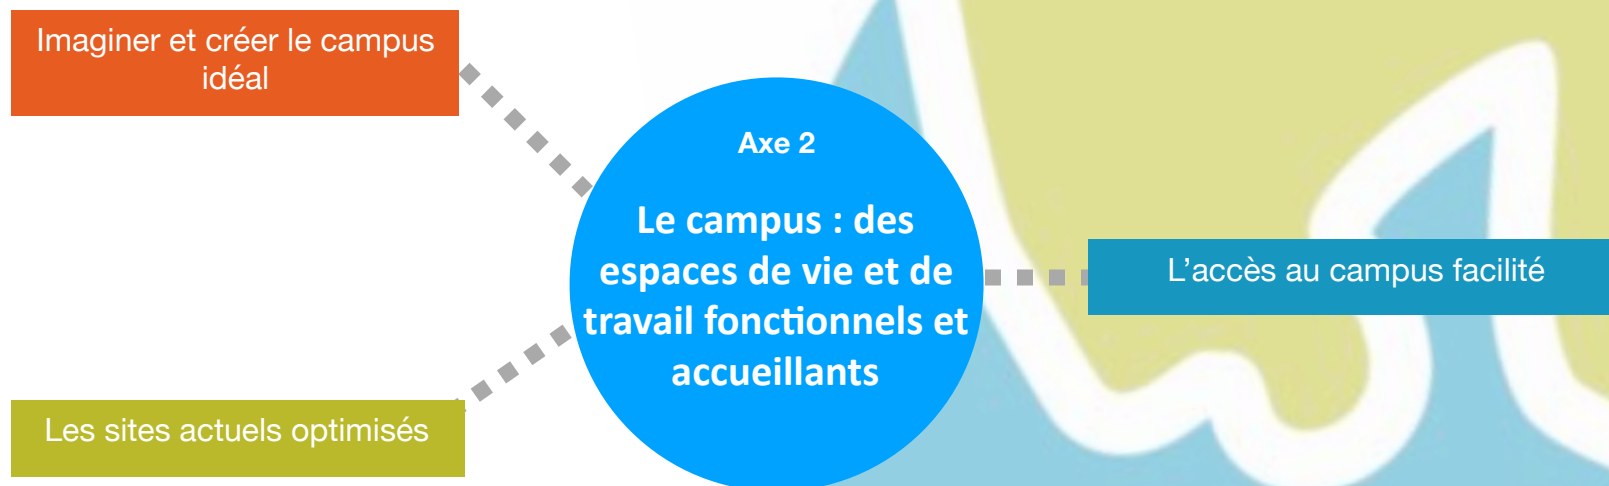 Imaginer et créer le campus
idéal
Axe 2
Le campus : des
espaces de vie et de
travail fonctionnels et
accueillants
L’accès au campus facilité
Les sites actuels optimisés